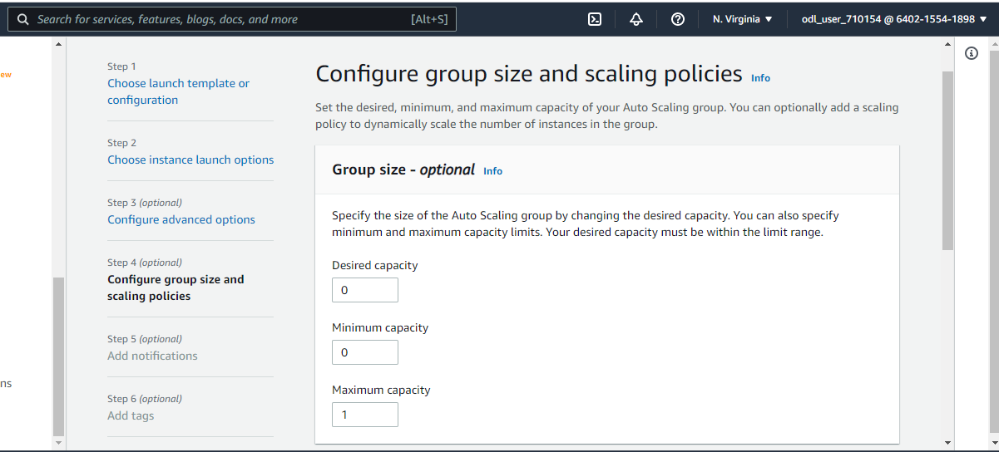 Search for services, features, blogs, docs, and more [Alt+S] N. Virginia odl_user_710154 @ 6402-1554-1898
ew
ns
Step 1
Choose launch template or
configuration
Step 2
Choose instance launch options
Step 3 (optional)
Configure advanced options
Step 4 (optional)
Configure group size and
scaling policies
Step 5 (optional)
Add notifications
Step 6 (optional)
Add tags
Configure group size and scaling policies Info
Set the desired, minimum, and maximum capacity of your Auto Scaling group. You can optionally add a scaling
policy to dynamically scale the number of instances in the group.
Group size - optional Info
Specify the size of the Auto Scaling group by changing the desired capacity. You can also specify
minimum and maximum capacity limits. Your desired capacity must be within the limit range.
Desired capacity
0
Minimum capacity
0
Maximum capacity
1